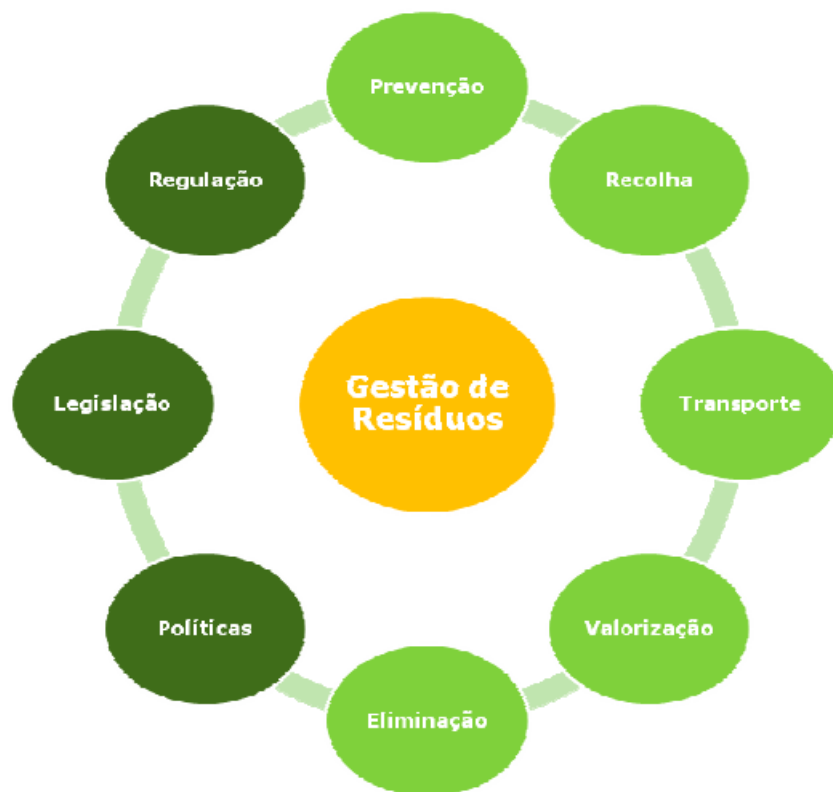 Prevenção
Regulação
Recolha
Gestão de
Resíduos
Legislação
Transporte
Políticas
Valorização
Eliminação